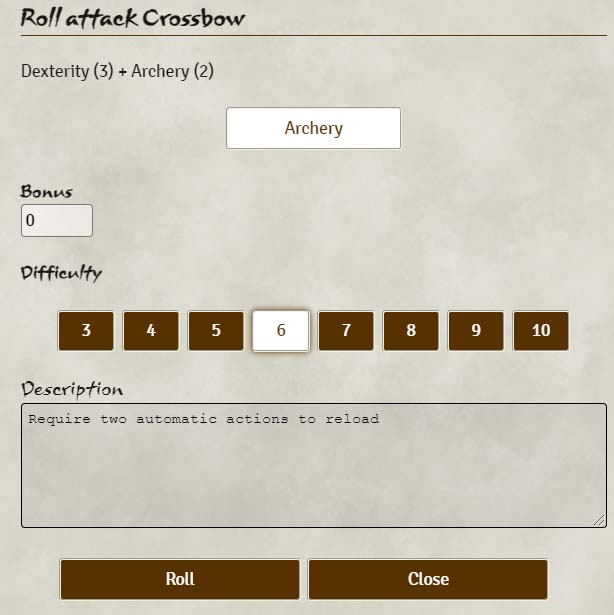 Roll attack Crossbow
Dexterity (3) + Archery (2)
Archery
Bonus
0
Difficulty
3 4 5 6 7 8 9 10
Description
Require two automatic actions to reload
Roll Close